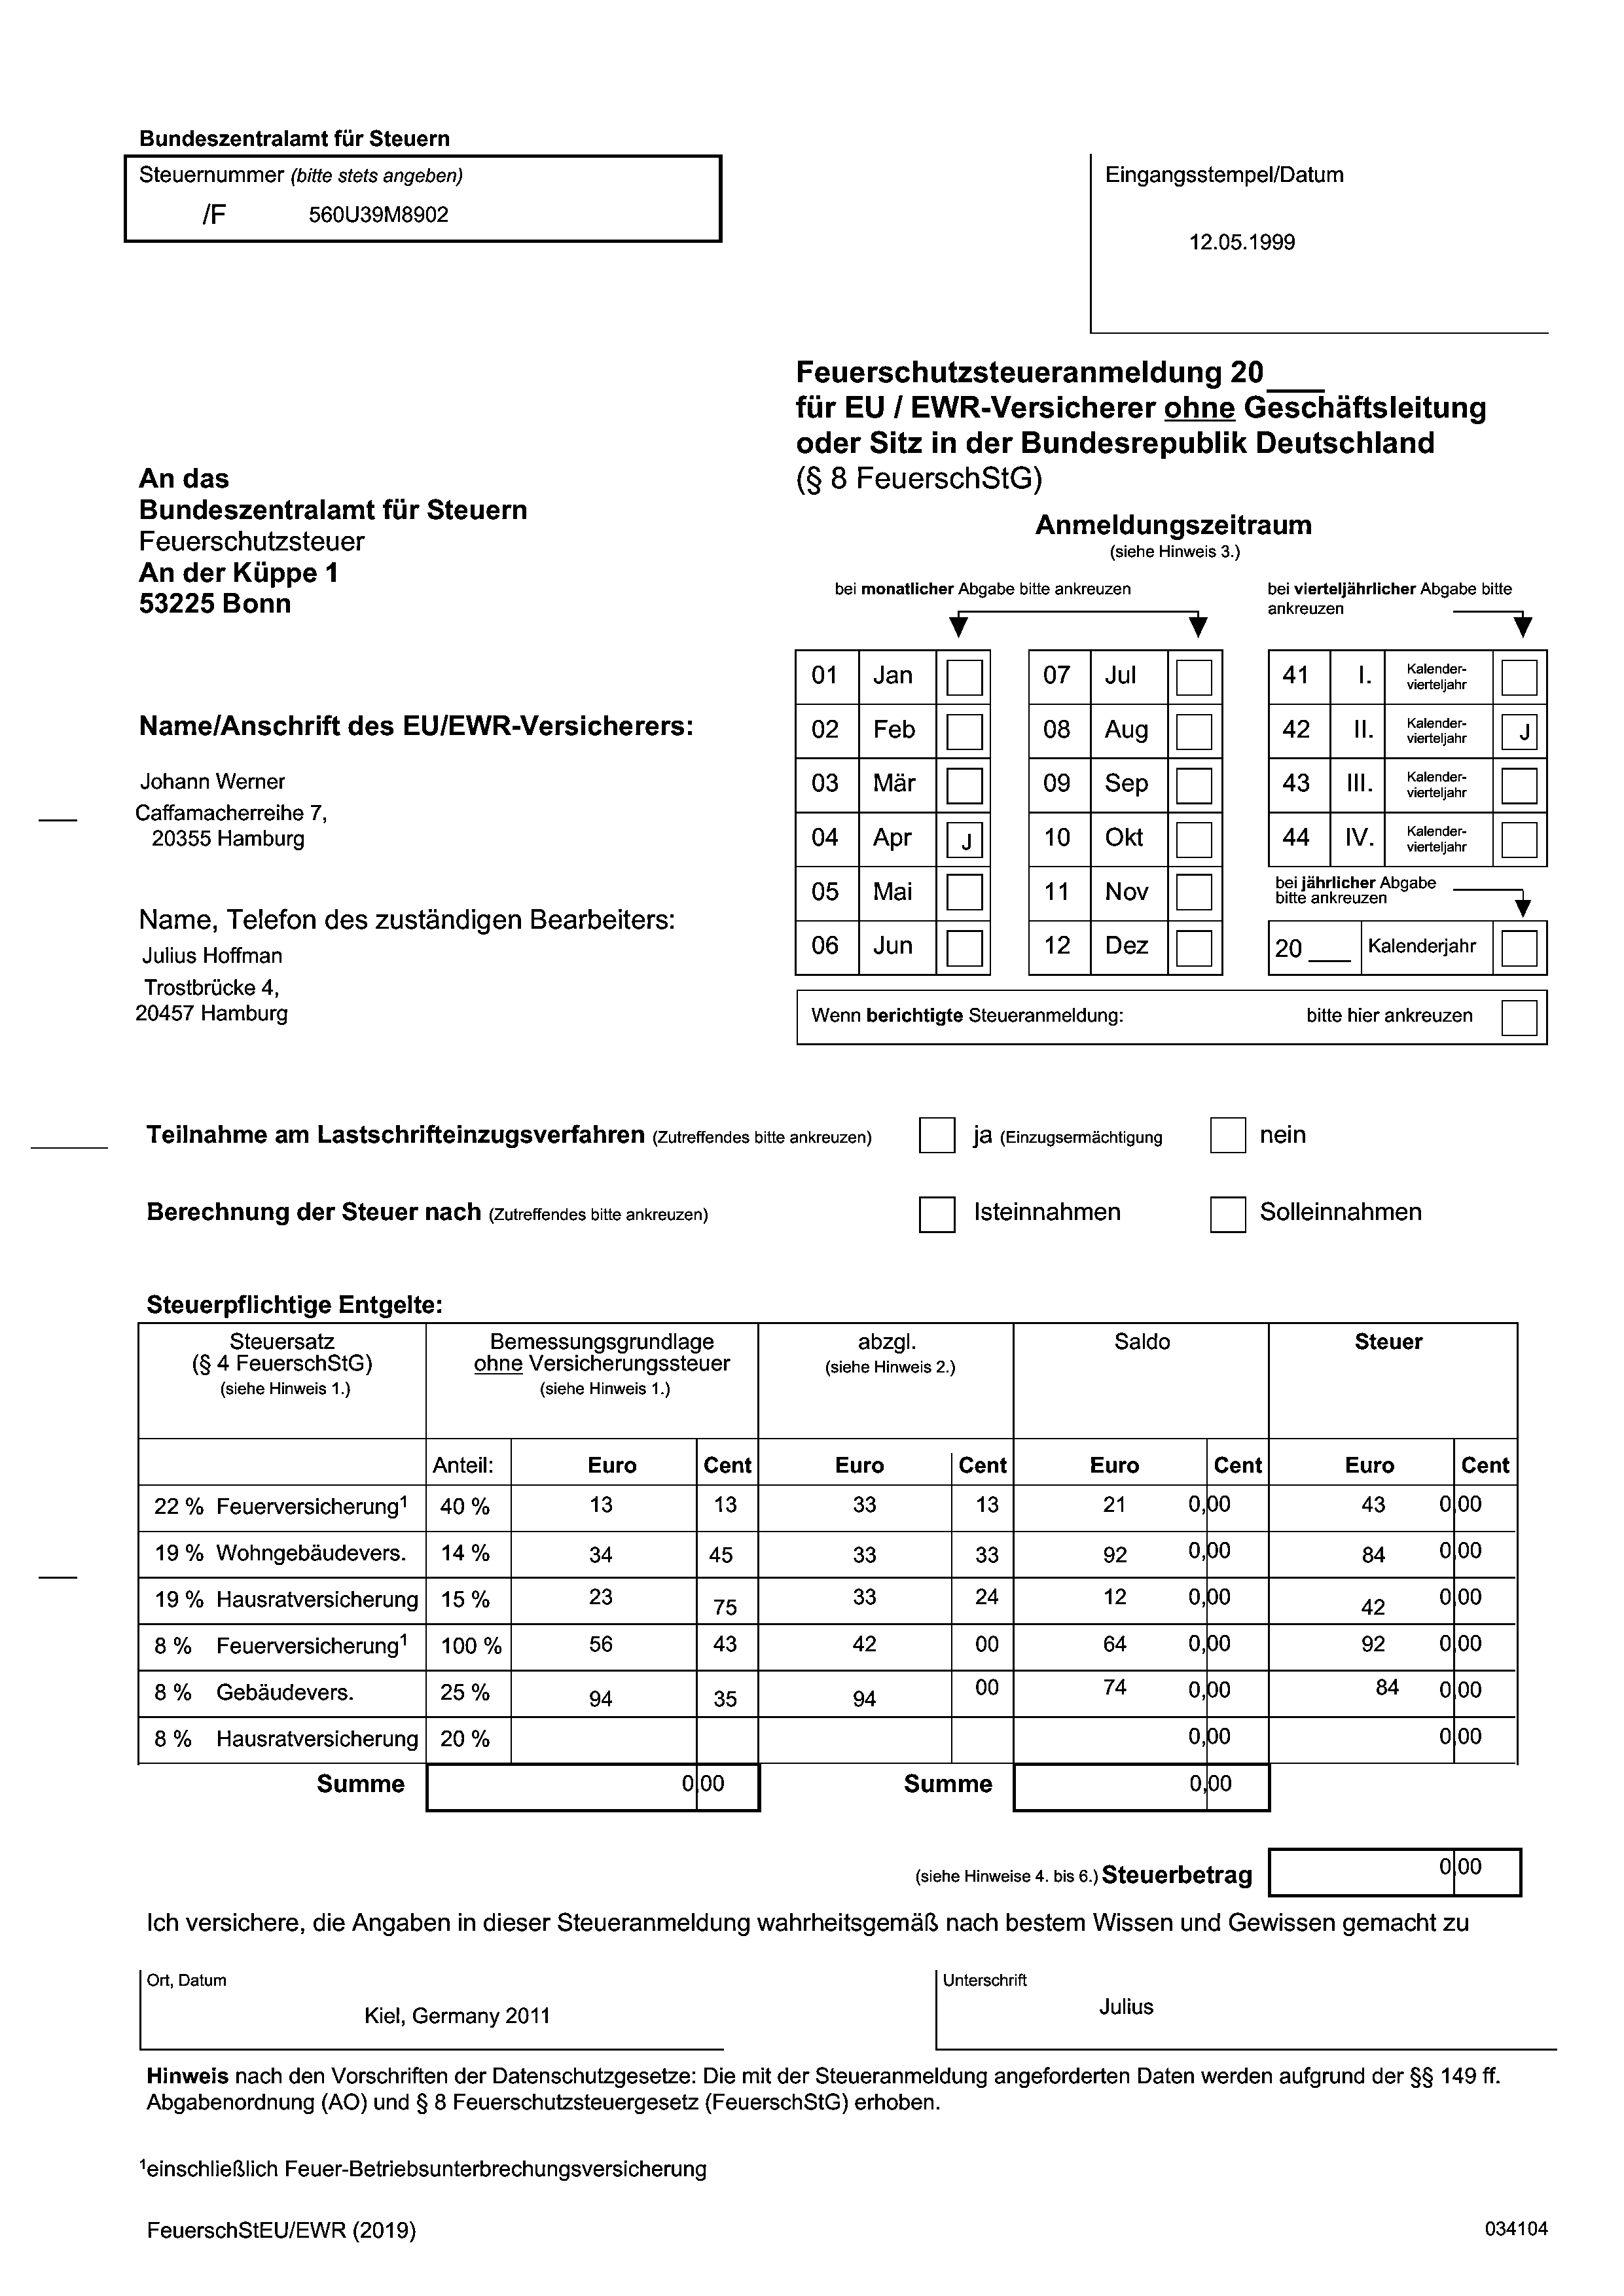 Bundeszentralamt für Steuern
Steuernummer (bitte stets angeben)
/F 560U39M8902
Eingangsstempel/Datum
12.05.1999
Feuerschutzsteueranmeldung 20___
für EU / EWR-Versicherer ohne Geschäftsleitung
oder Sitz in der Bundesrepublik Deutschland
(§ 8 FeuerschStG)
An das
Bundeszentralamt für Steuern
Feuerschutzsteuer
An der Küppe 1
53225 Bonn
Anmeldungszeitraum
(siehe Hinweis 3.)
bei monatlicher Abgabe bitte ankreuzen
bei vierteljährlicher Abgabe bitte
ankreuzen
01 Jan 07 Jul 41 I. Kalender-
vierteljahr
02 Feb 08 Aug 42 II. Kalender-
vierteljahr J
03 Mär 09 Sep 43 III. Kalender-
vierteljahr
04 Apr J 10 Okt 44 IV. Kalender-
vierteljahr
05 Mai 11 Nov
bei jährlicher Abgabe
bitte ankreuzen
06 Jun 12 Dez 20 ___ Kalenderjahr
Wenn berichtigte Steueranmeldung: bitte hier ankreuzen
Name/Anschrift des EU/EWR-Versicherers:
Johann Werner
Caffamacherreihe 7,
20355 Hamburg
Name, Telefon des zuständigen Bearbeiters:
Julius Hoffman
Trostbrücke 4,
20457 Hamburg
Teilnahme am Lastschrifteinzugsverfahren (Zutreffendes bitte ankreuzen) ja (Einzugsermächtigung nein
Berechnung der Steuer nach (Zutreffendes bitte ankreuzen) Isteinnahmen Solleinnahmen
Steuerpflichtige Entgelte:
Steuersatz
(§ 4 FeuerschStG)
(siehe Hinweis 1.)
Bemessungsgrundlage
ohne Versicherungssteuer
(siehe Hinweis 1.)
abzgl.
(siehe Hinweis 2.)
Saldo
Steuer
Anteil: Euro Cent Euro Cent Euro Cent Euro Cent
22 % Feuerversicherung¹ 40 % 13 13 33 13 21 0,00 43 0,00
19 % Wohngebäudevers. 14 % 34 45 33 33 92 0,00 84 0,00
19 % Hausratversicherung 15 % 23 75 33 24 12 0,00 42 0,00
8 % Feuerversicherung¹ 100 % 56 43 42 00 64 0,00 92 0,00
8 % Gebäudevers. 25 % 94 35 94 00 74 0,00 84 0,00
8 % Hausratversicherung 20 % 0,00 0,00
Summe 0,00 Summe 0,00
(siehe Hinweise 4. bis 6.) Steuerbetrag 0,00
Ich versichere, die Angaben in dieser Steueranmeldung wahrheitsgemäß nach bestem Wissen und Gewissen gemacht zu
Ort, Datum
Kiel, Germany 2011
Unterschrift
Julius
Hinweis nach den Vorschriften der Datenschutzgesetze: Die mit der Steueranmeldung angeforderten Daten werden aufgrund der §§ 149 ff.
Abgabenordnung (AO) und § 8 Feuerschutzsteuergesetz (FeuerschStG) erhoben.
¹einschließlich Feuer-Betriebsunterbrechungsversicherung
FeuerschStEU/EWR (2019)
034104